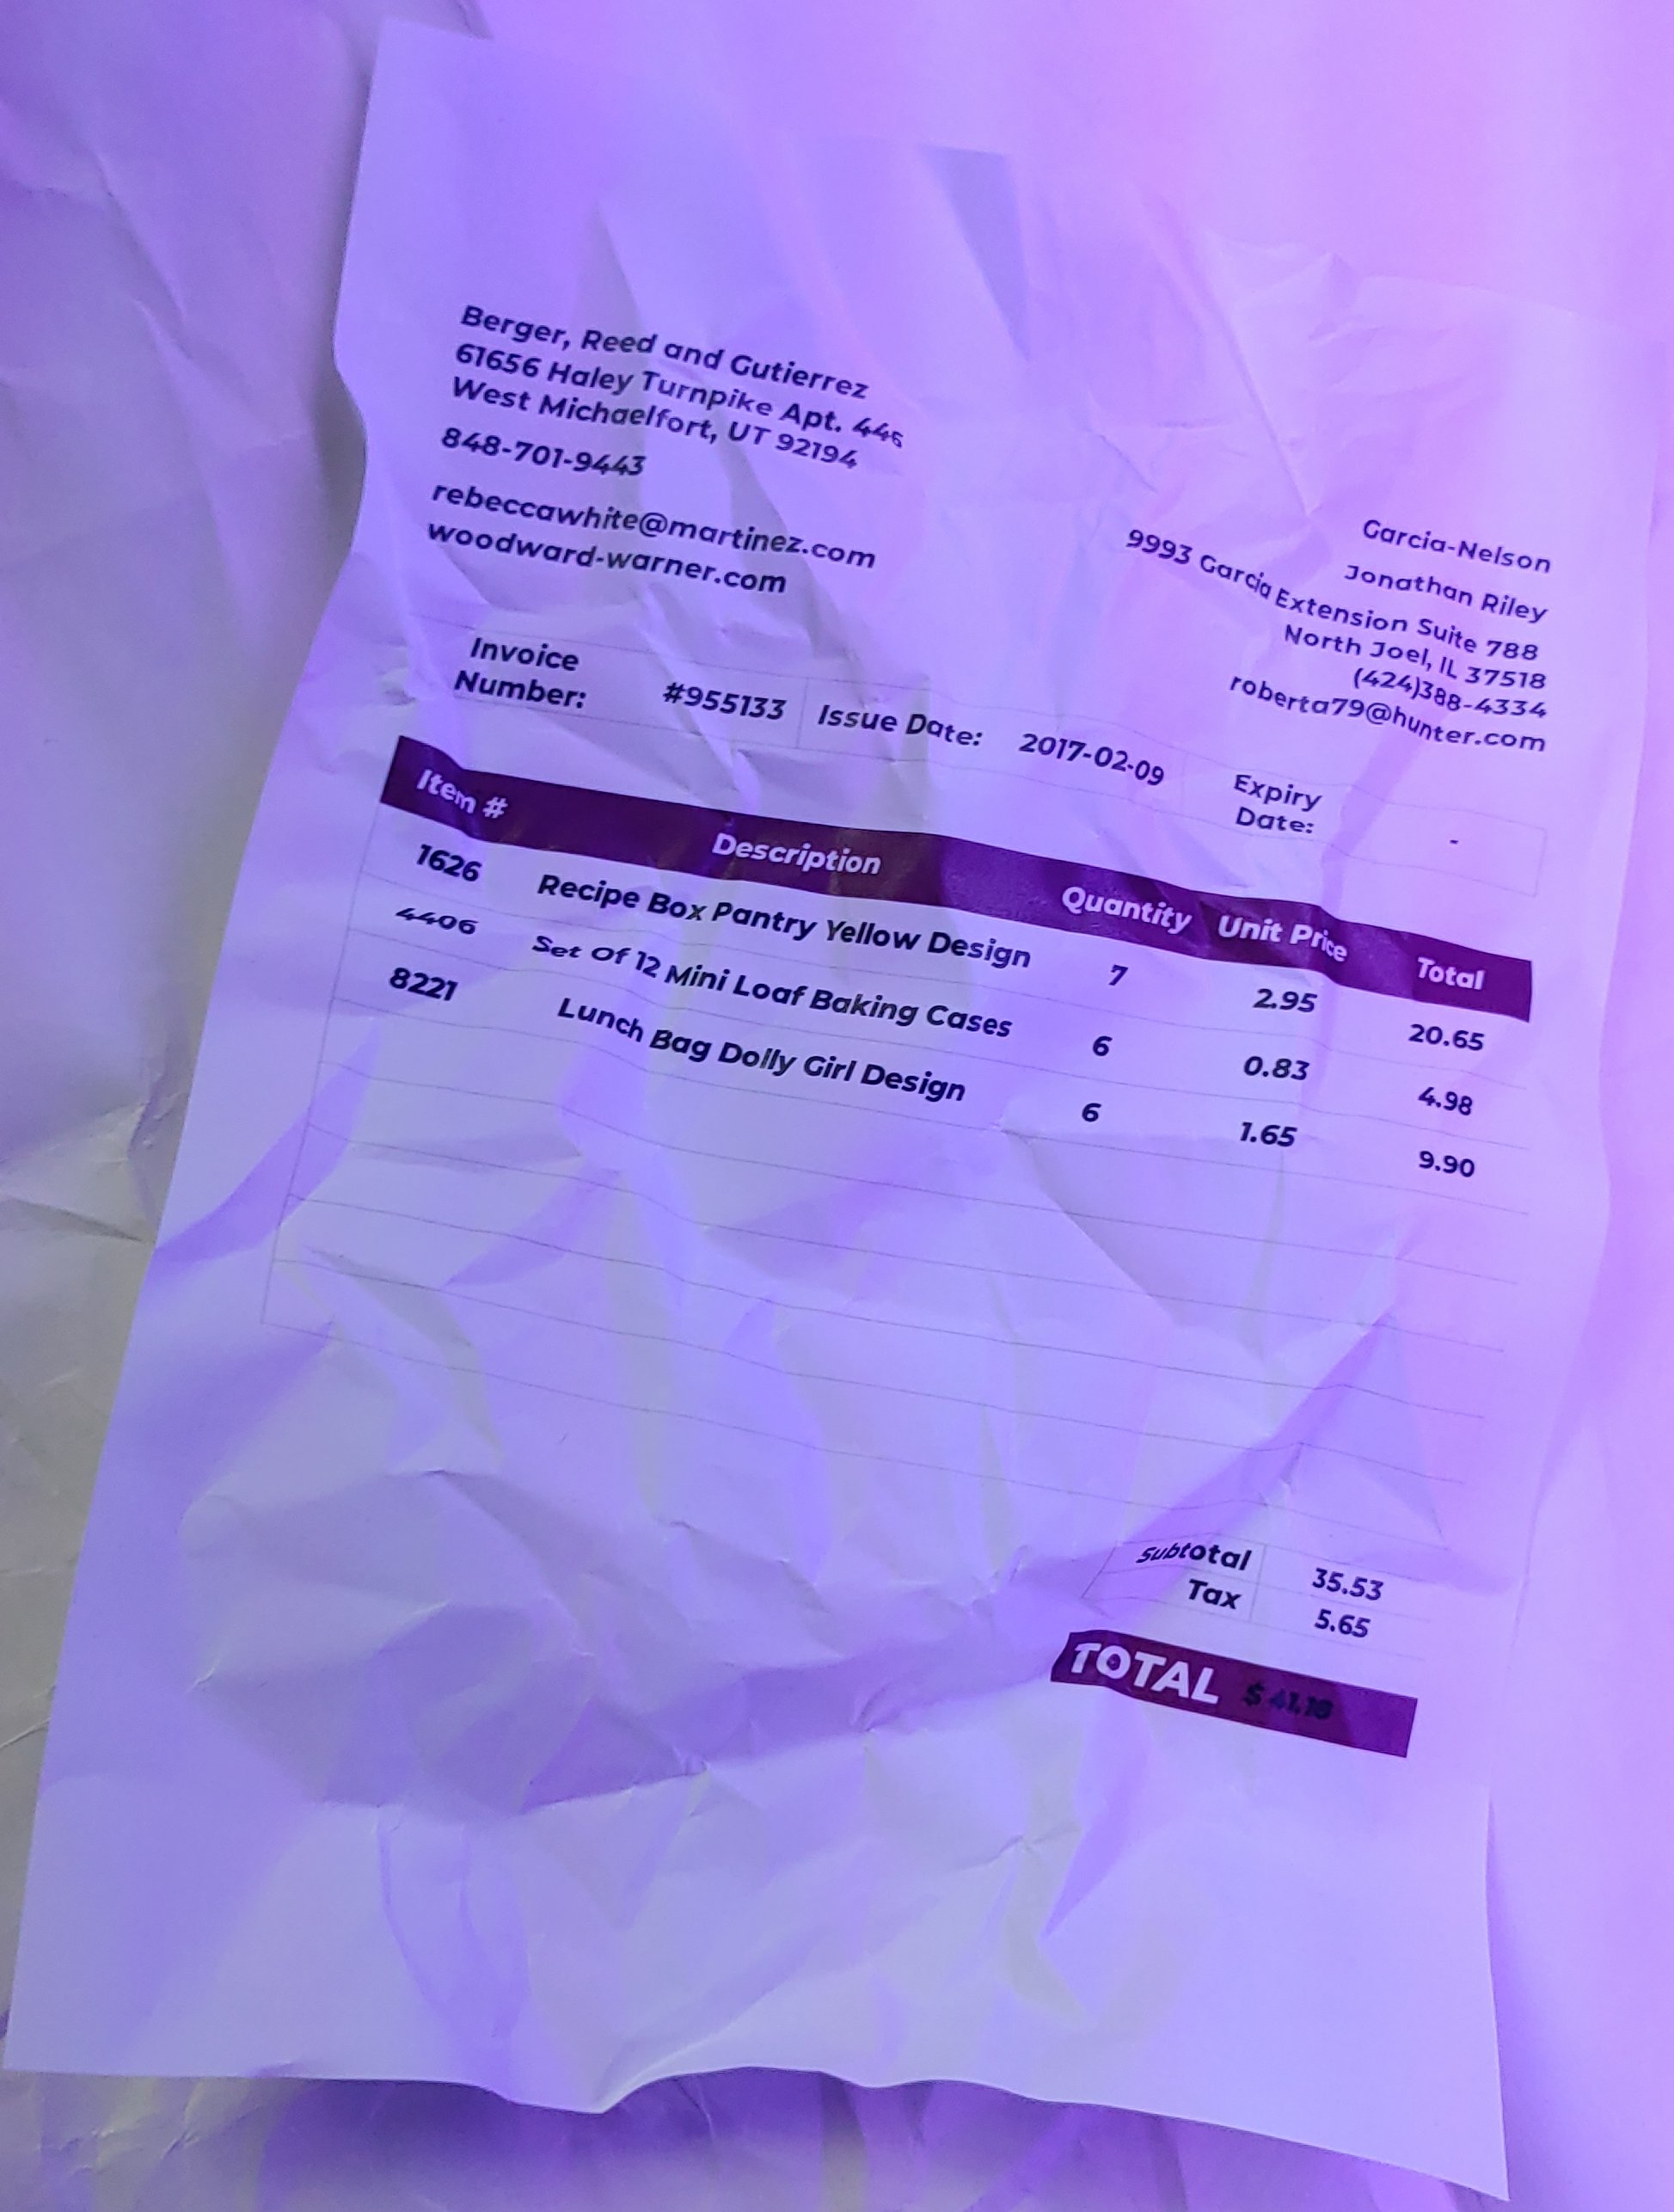 Berger, Reed and Gutierrez
61656 Haley Turnpike Apt. 446
West Michaelfort, UT 92194
848-701-9443
rebeccawhite@martinez.com
woodward-warner.com
Garcia-Nelson
Jonathan Riley
9993 Garcia Extension Suite 788
North Joel, IL 37518
(424)388-4334
roberta79@hunter.com
Invoice Number: #955133 Issue Date: 2017-02-09 Expiry Date: -
Item # Description Quantity Unit Price Total
1626 Recipe Box Pantry Yellow Design 7 2.95 20.65
4406 Set Of 12 Mini Loaf Baking Cases 6 0.83 4.98
8221 Lunch Bag Dolly Girl Design 6 1.65 9.90
Subtotal 35.53
Tax 5.65
TOTAL $ 41.18